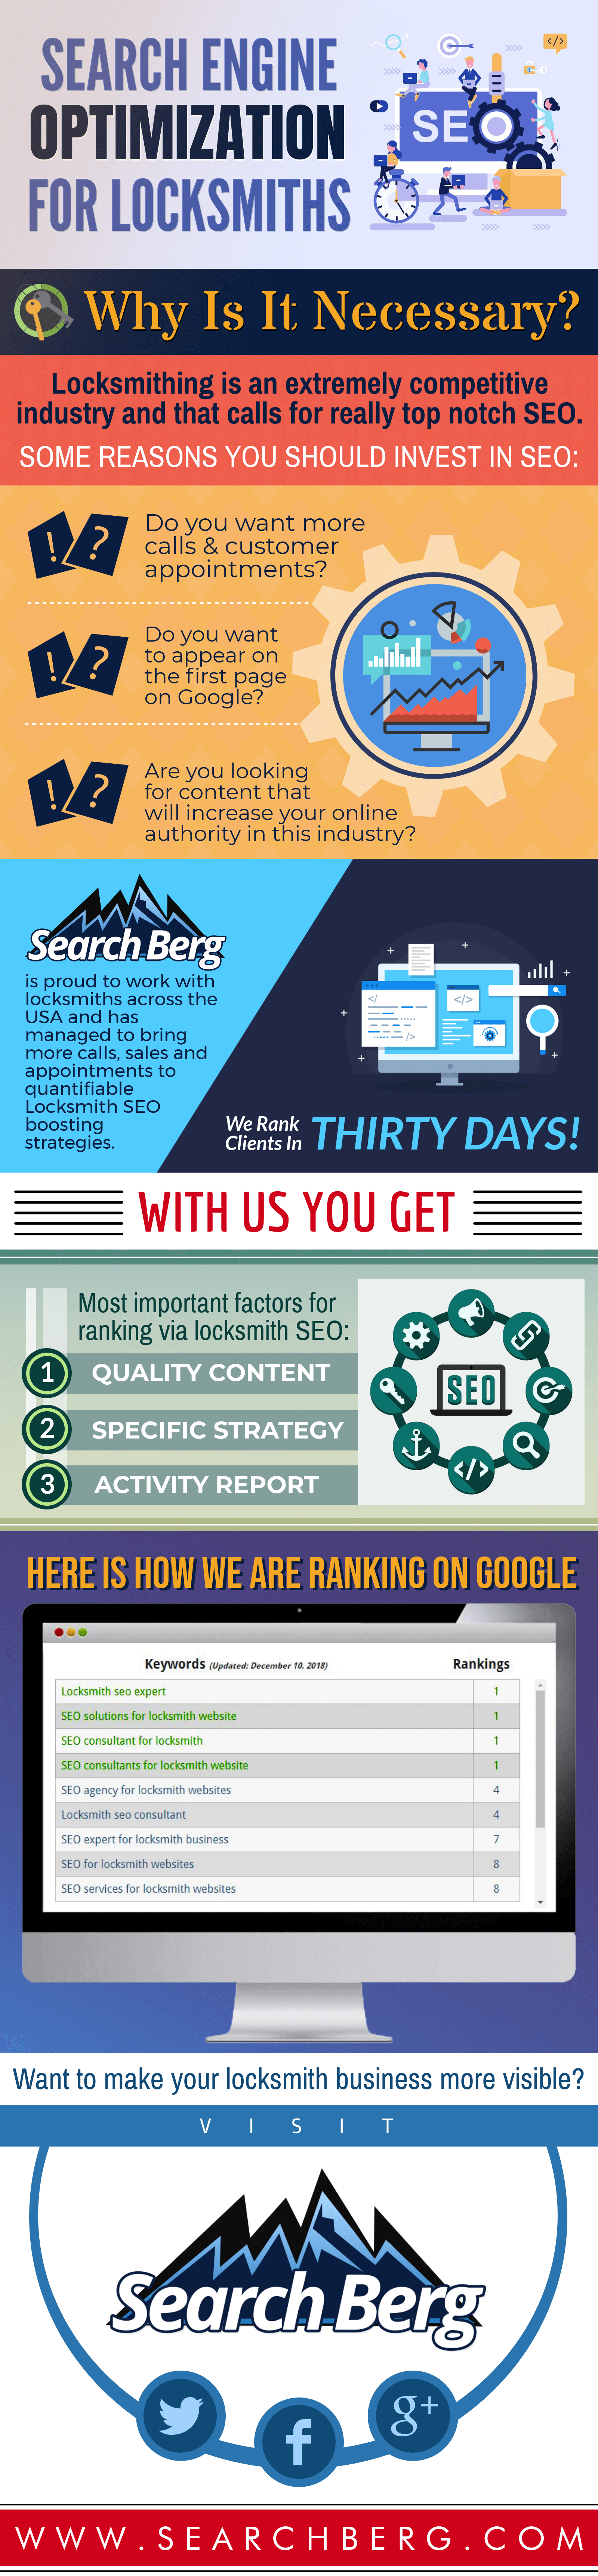 SEARCH ENGINE
OPTIMIZATION
FOR LOCKSMITHS
</>
SEO
Why Is It Necessary?
Locksmithing is an extremely competitive
industry and that calls for really top notch SEO.
SOME REASONS YOU SHOULD INVEST IN SEO:
! ?
Do you want more
calls & customer
appointments?
! ?
Do you want
to appear on
the first page
on Google?
! ?
Are you looking
for content that
will increase your online
authority in this industry?
Search Berg
is proud to work with
locksmiths across the
USA and has
managed to bring
more calls, sales and
appointments to
quantifiable
Locksmith SEO
boosting
strategies.
</
</>
/>
We Rank
Clients In
THIRTY DAYS!
WITH US YOU GET
Most important factors for
ranking via locksmith SEO:
1 QUALITY CONTENT
2 SPECIFIC STRATEGY
3 ACTIVITY REPORT
SEO
</>
HERE IS HOW WE ARE RANKING ON GOOGLE
Keywords (Updated: December 10, 2018) Rankings
Locksmith seo expert 1
SEO solutions for locksmith website 1
SEO consultant for locksmith 1
SEO consultants for locksmith website 1
SEO agency for locksmith websites 4
Locksmith seo consultant 4
SEO expert for locksmith business 7
SEO for locksmith websites 8
SEO services for locksmith websites 8
Want to make your locksmith business more visible?
VISIT
Search Berg
f
g+
WWW.SEARCHBERG.COM